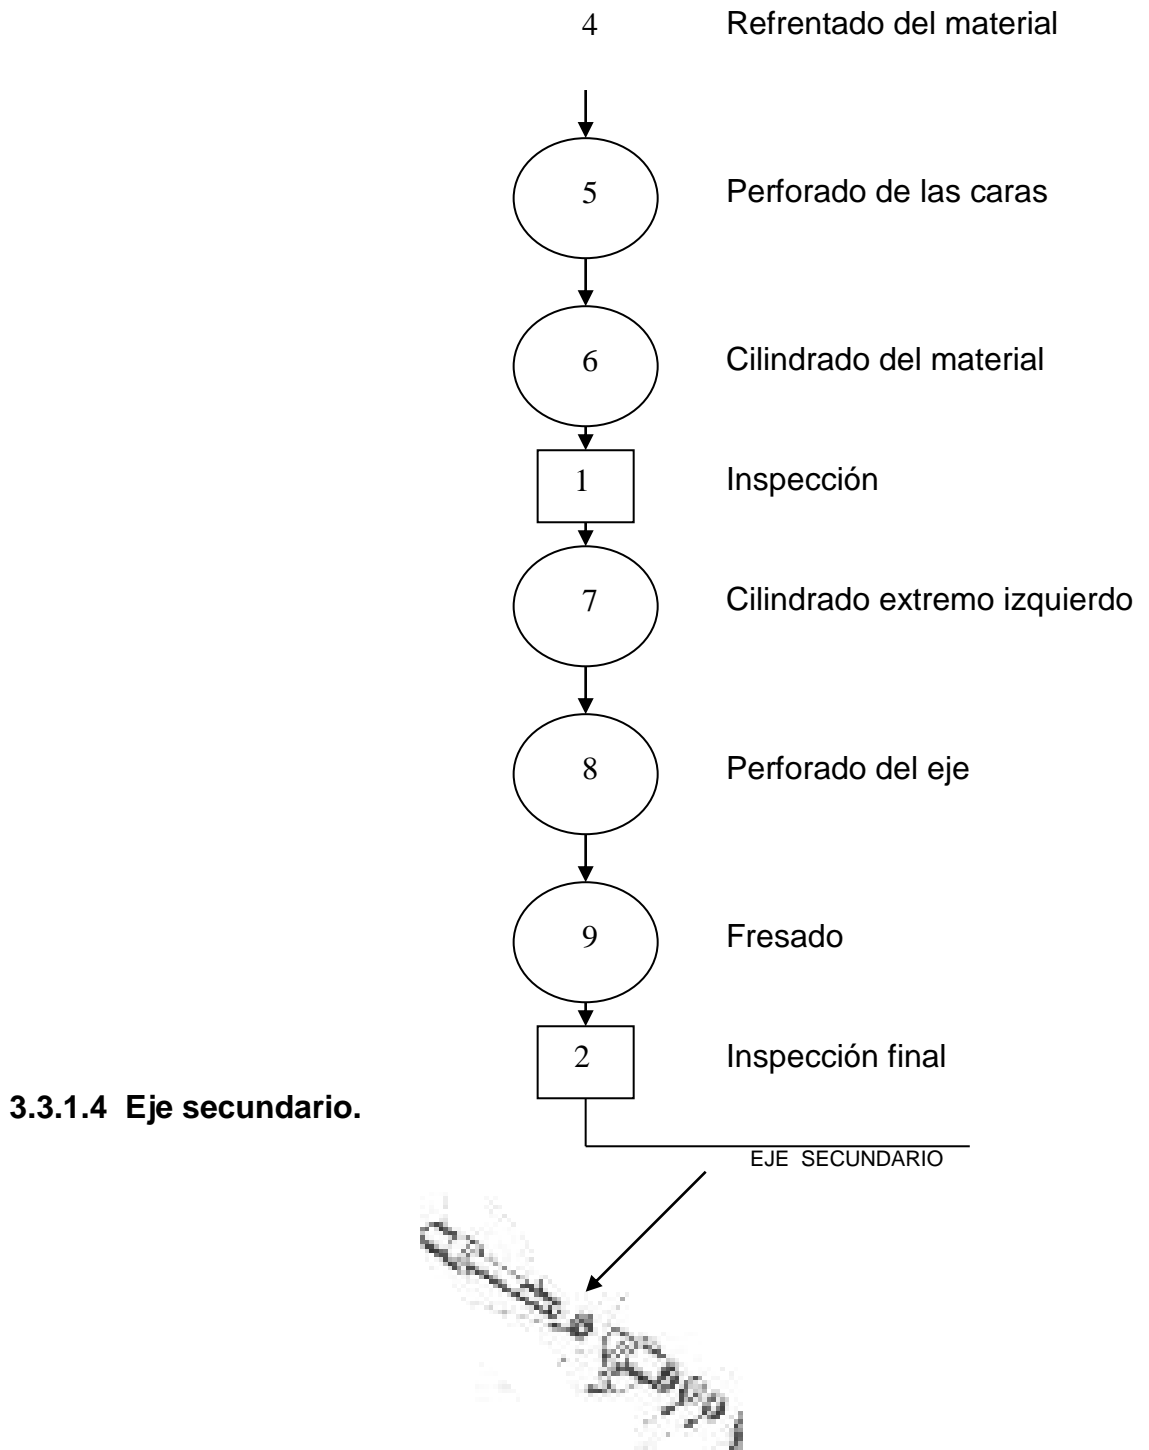 4 Refrentado del material
5 Perforado de las caras
6 Cilindrado del material
1 Inspección
7 Cilindrado extremo izquierdo
8 Perforado del eje
9 Fresado
2 Inspección final
3.3.1.4 Eje secundario.
EJE SECUNDARIO